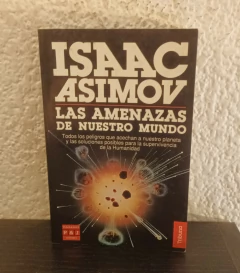 ISAAC
ASIMOV
LAS AMENAZAS
DE NUESTRO MUNDO
Todos los peligros que acechan a nuestro planeta
y las soluciones posibles para la supervivencia
de la Humanidad
P&J